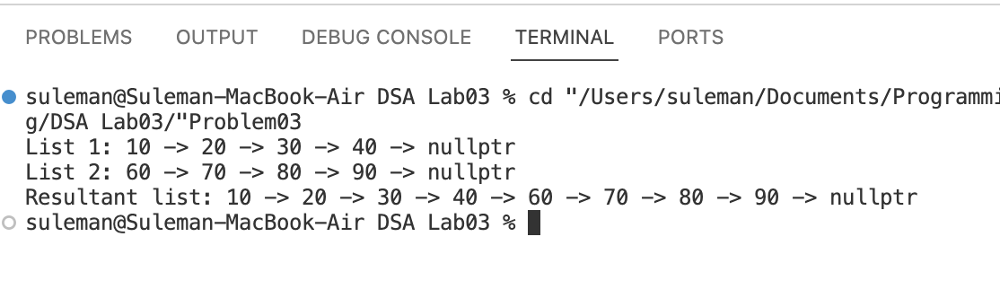 PROBLEMS OUTPUT DEBUG CONSOLE TERMINAL PORTS
suleman@Suleman-MacBook-Air DSA Lab03 % cd "/Users/suleman/Documents/Programmi
g/DSA Lab03/"Problem03
List 1: 10 -> 20 -> 30 -> 40 -> nullptr
List 2: 60 -> 70 -> 80 -> 90 -> nullptr
Resultant list: 10 -> 20 -> 30 -> 40 -> 60 -> 70 -> 80 -> 90 -> nullptr
suleman@Suleman-MacBook-Air DSA Lab03 %